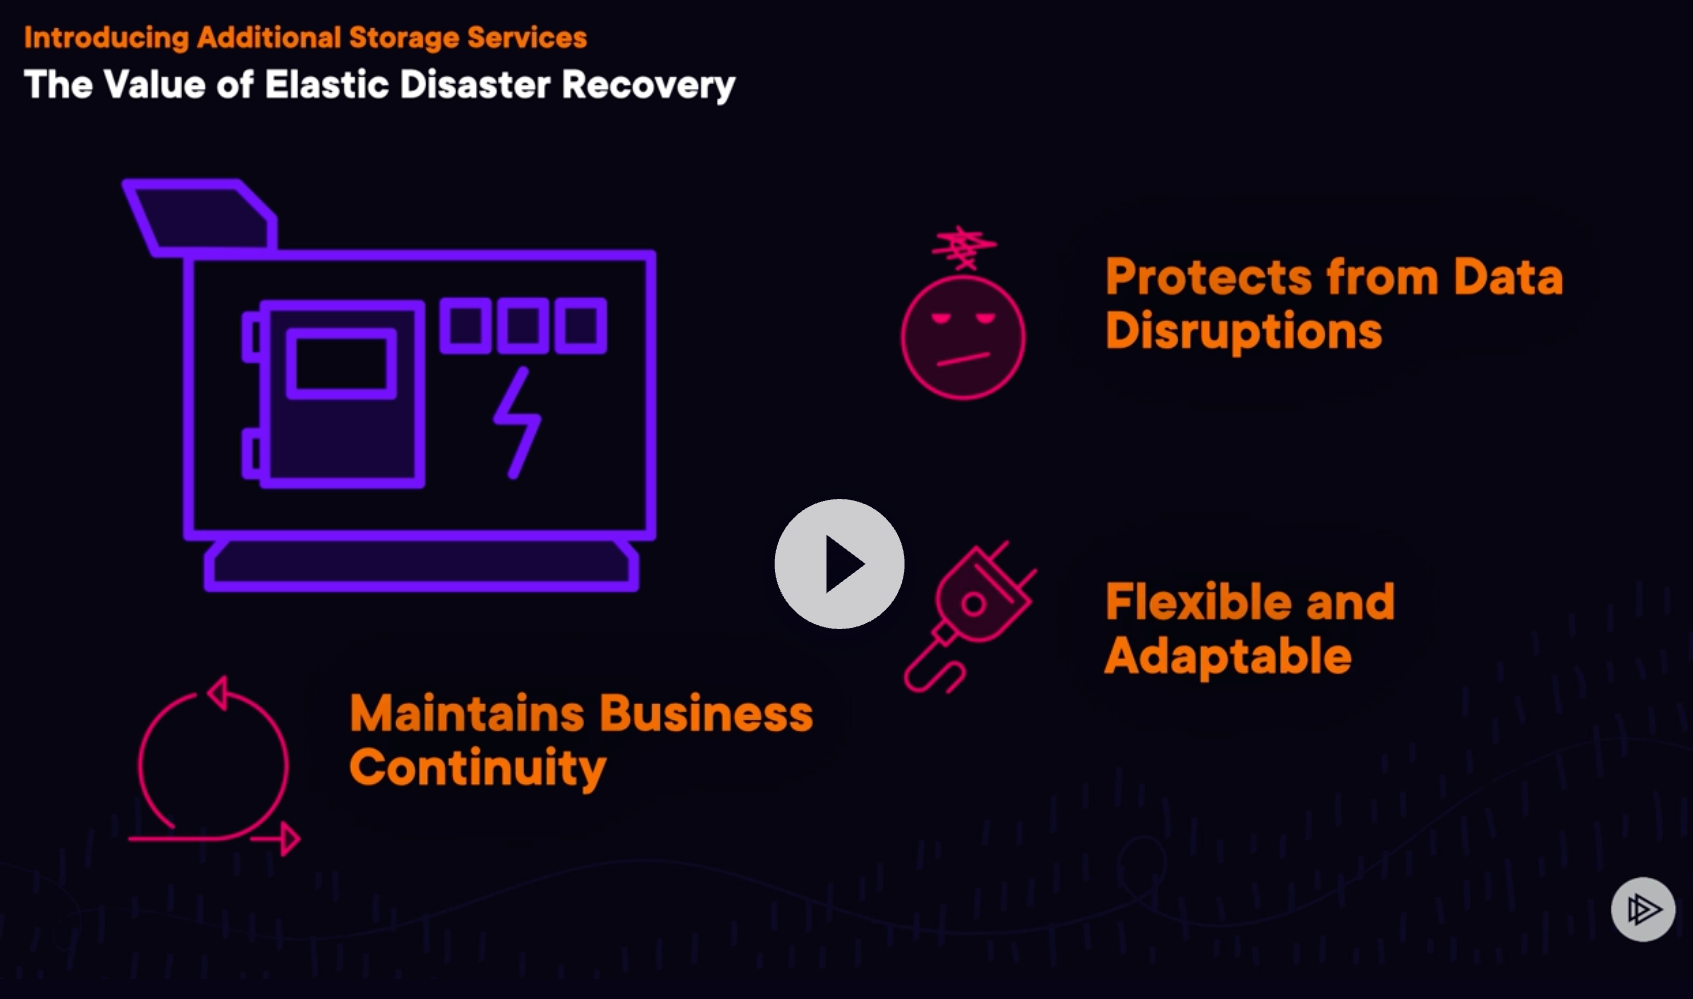 Introducing Additional Storage Services
The Value of Elastic Disaster Recovery
Protects from Data
Disruptions
Flexible and
Adaptable
Maintains Business
Continuity